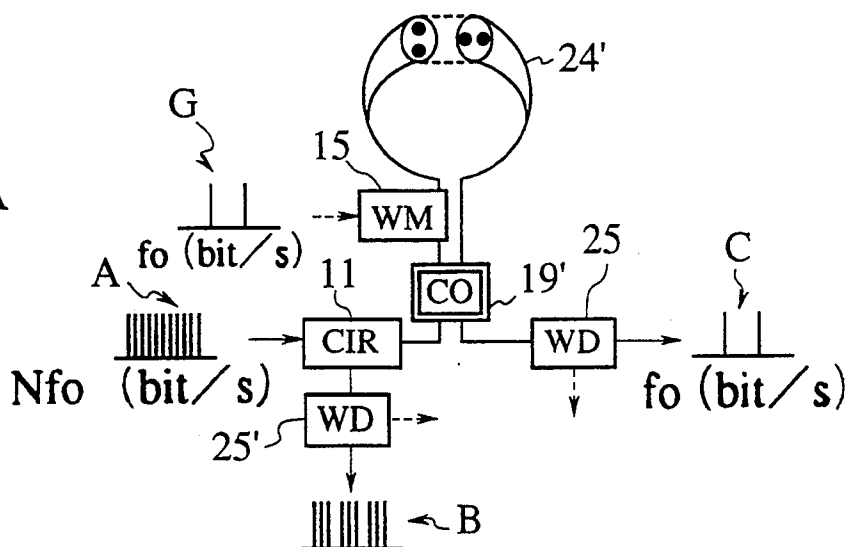 24'
G
15
WM
fo (bit/s)
A
11
CO
19'
25
C
CIR
WD
Nfo (bit/s)
fo (bit/s)
WD
25'
B